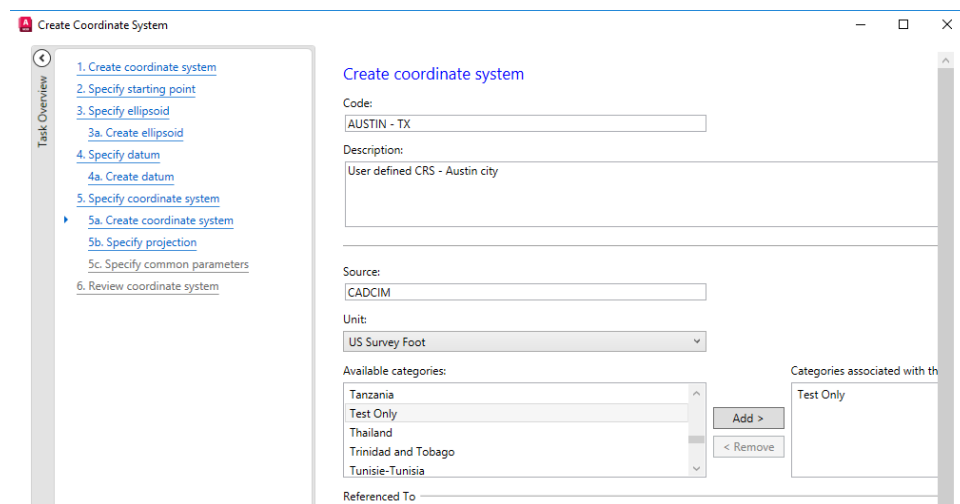 Create Coordinate System
Task Overview
1. Create coordinate system
2. Specify starting point
3. Specify ellipsoid
3a. Create ellipsoid
4. Specify datum
4a. Create datum
5. Specify coordinate system
5a. Create coordinate system
5b. Specify projection
5c. Specify common parameters
6. Review coordinate system
Create coordinate system
Code:
AUSTIN - TX
Description:
User defined CRS - Austin city
Source:
CADCIM
Unit:
US Survey Foot
Available categories:
Tanzania
Test Only
Thailand
Trinidad and Tobago
Tunisie-Tunisia
Add >
< Remove
Categories associated with th
Test Only
Referenced To